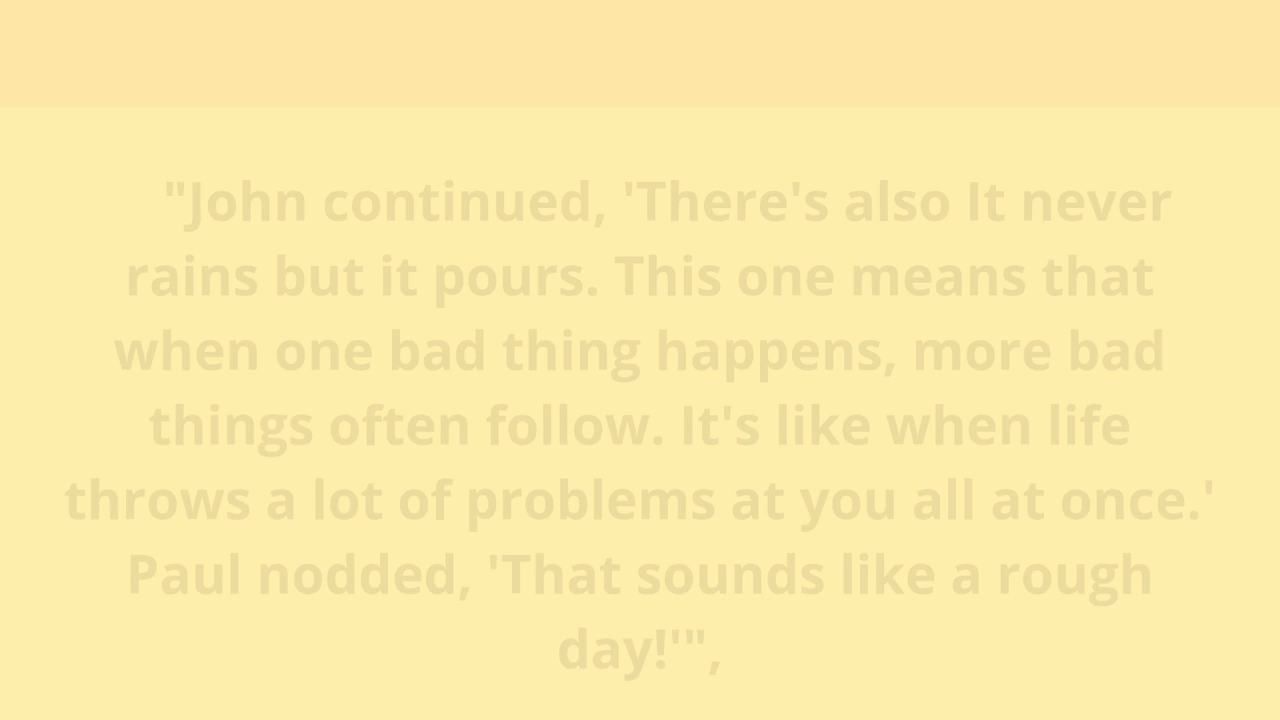 "John continued, 'There's also It never
rains but it pours. This one means that
when one bad thing happens, more bad
things often follow. It's like when life
throws a lot of problems at you all at once.'
Paul nodded, 'That sounds like a rough
day!'",